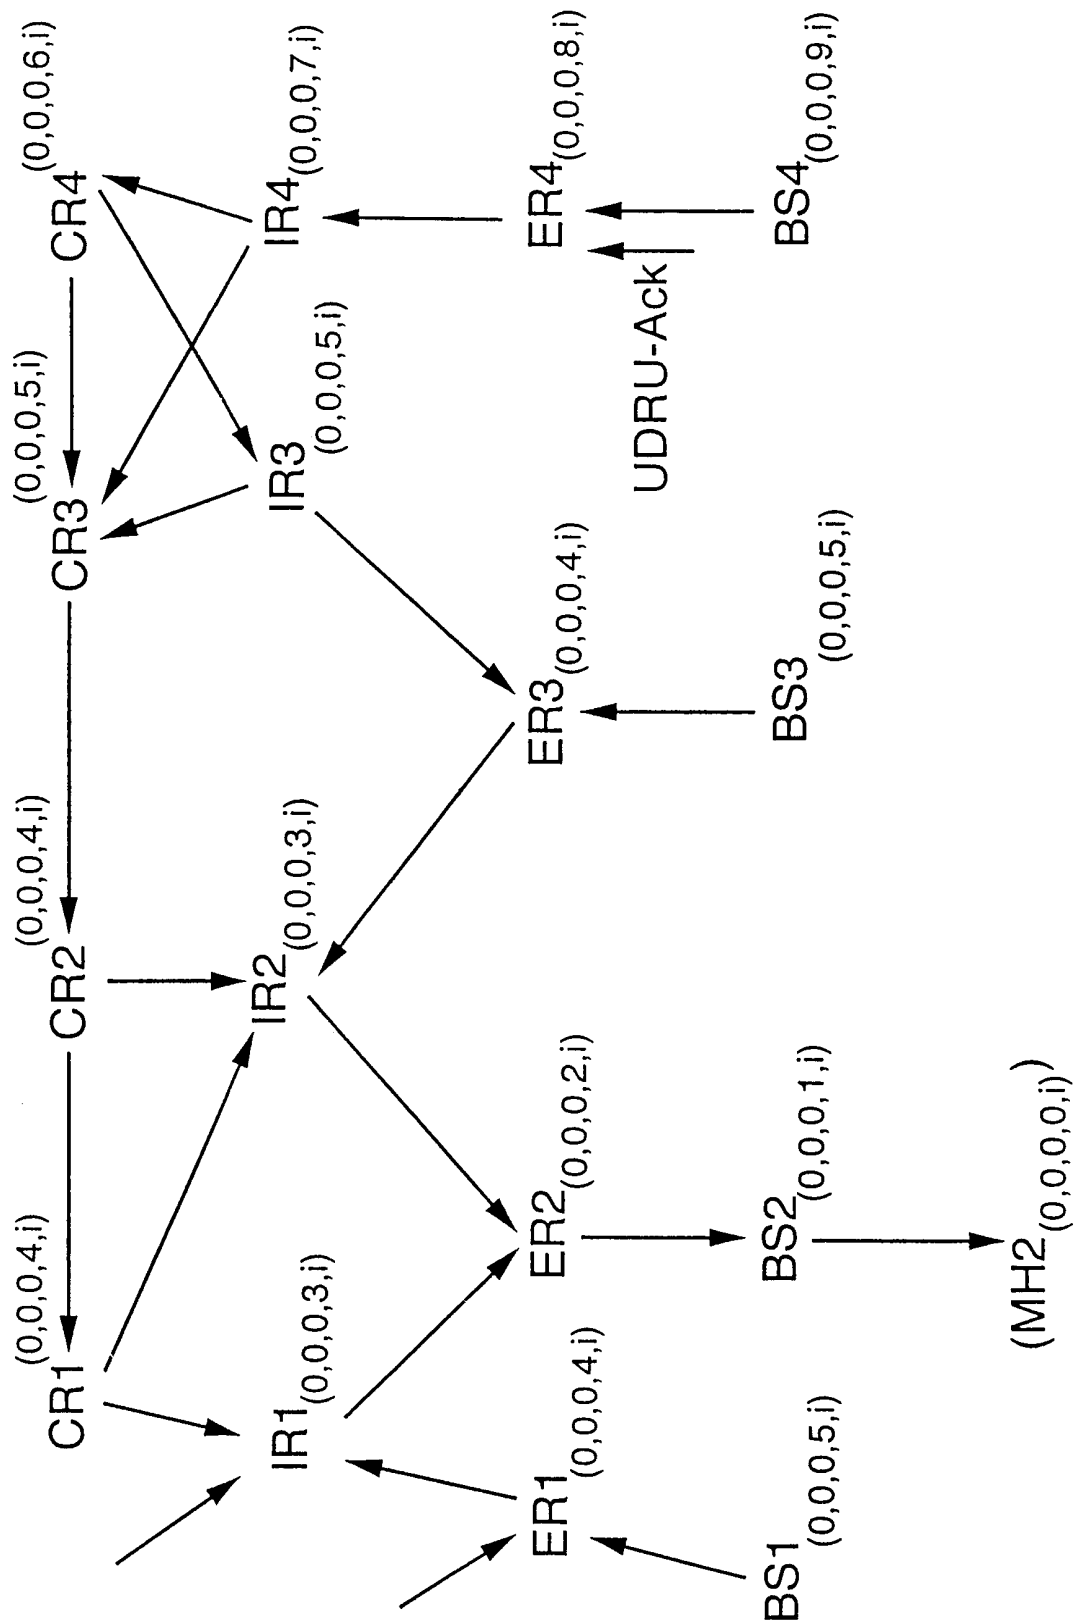 CR1
(0,0,0,4,i)
CR2
(0,0,0,4,i)
CR3
(0,0,0,5,i)
CR4
(0,0,0,6,i)
IR1
(0,0,0,3,i)
IR2
(0,0,0,3,i)
IR3
(0,0,0,5,i)
IR4
(0,0,0,7,i)
ER1
(0,0,0,4,i)
ER2
(0,0,0,2,i)
ER3
(0,0,0,4,i)
ER4
(0,0,0,8,i)
UDRU-Ack
BS1
(0,0,0,5,i)
BS2
(0,0,0,1,i)
BS3
(0,0,0,5,i)
BS4
(0,0,0,9,i)
(MH2(0,0,0,0,i))